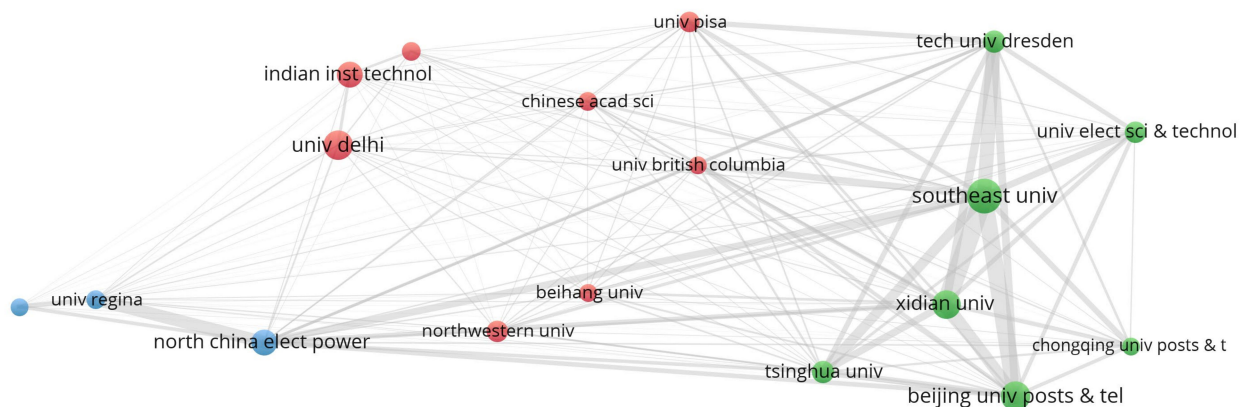 univ pisa
tech univ dresden
indian inst technol
chinese acad sci
univ elect sci & technol
univ delhi
univ british columbia
southeast univ
beihang univ
univ regina
xidian univ
northwestern univ
north china elect power
chongqing univ posts & t
tsinghua univ
beijing univ posts & tel